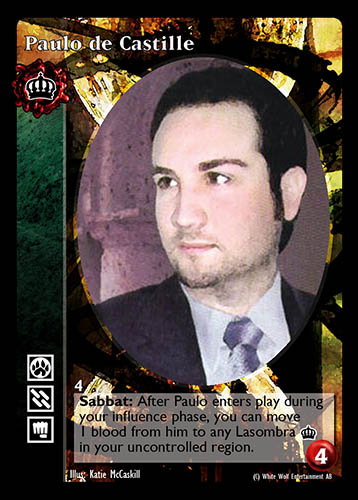 Paulo de Castille
4
Sabbat: After Paulo enters play during
your influence phase, you can move
1 blood from him to any Lasombra
in your uncontrolled region.
4
Illus: Katie McCaskill
(C) White Wolf Entertainment AB